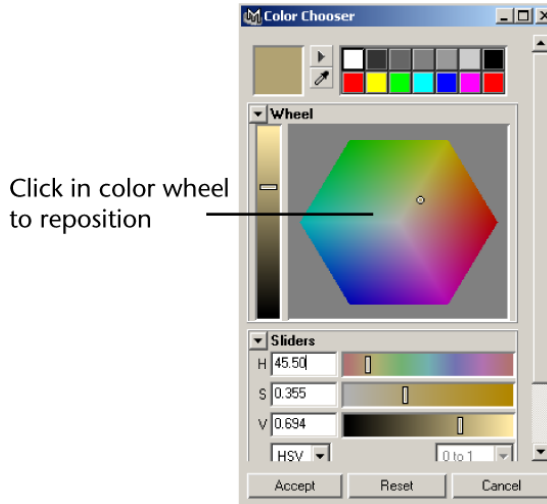 Color Chooser
Wheel
Click in color wheel
to reposition
Sliders
H 45.50
S 0.355
V 0.694
HSV 0 to 1
Accept Reset Cancel